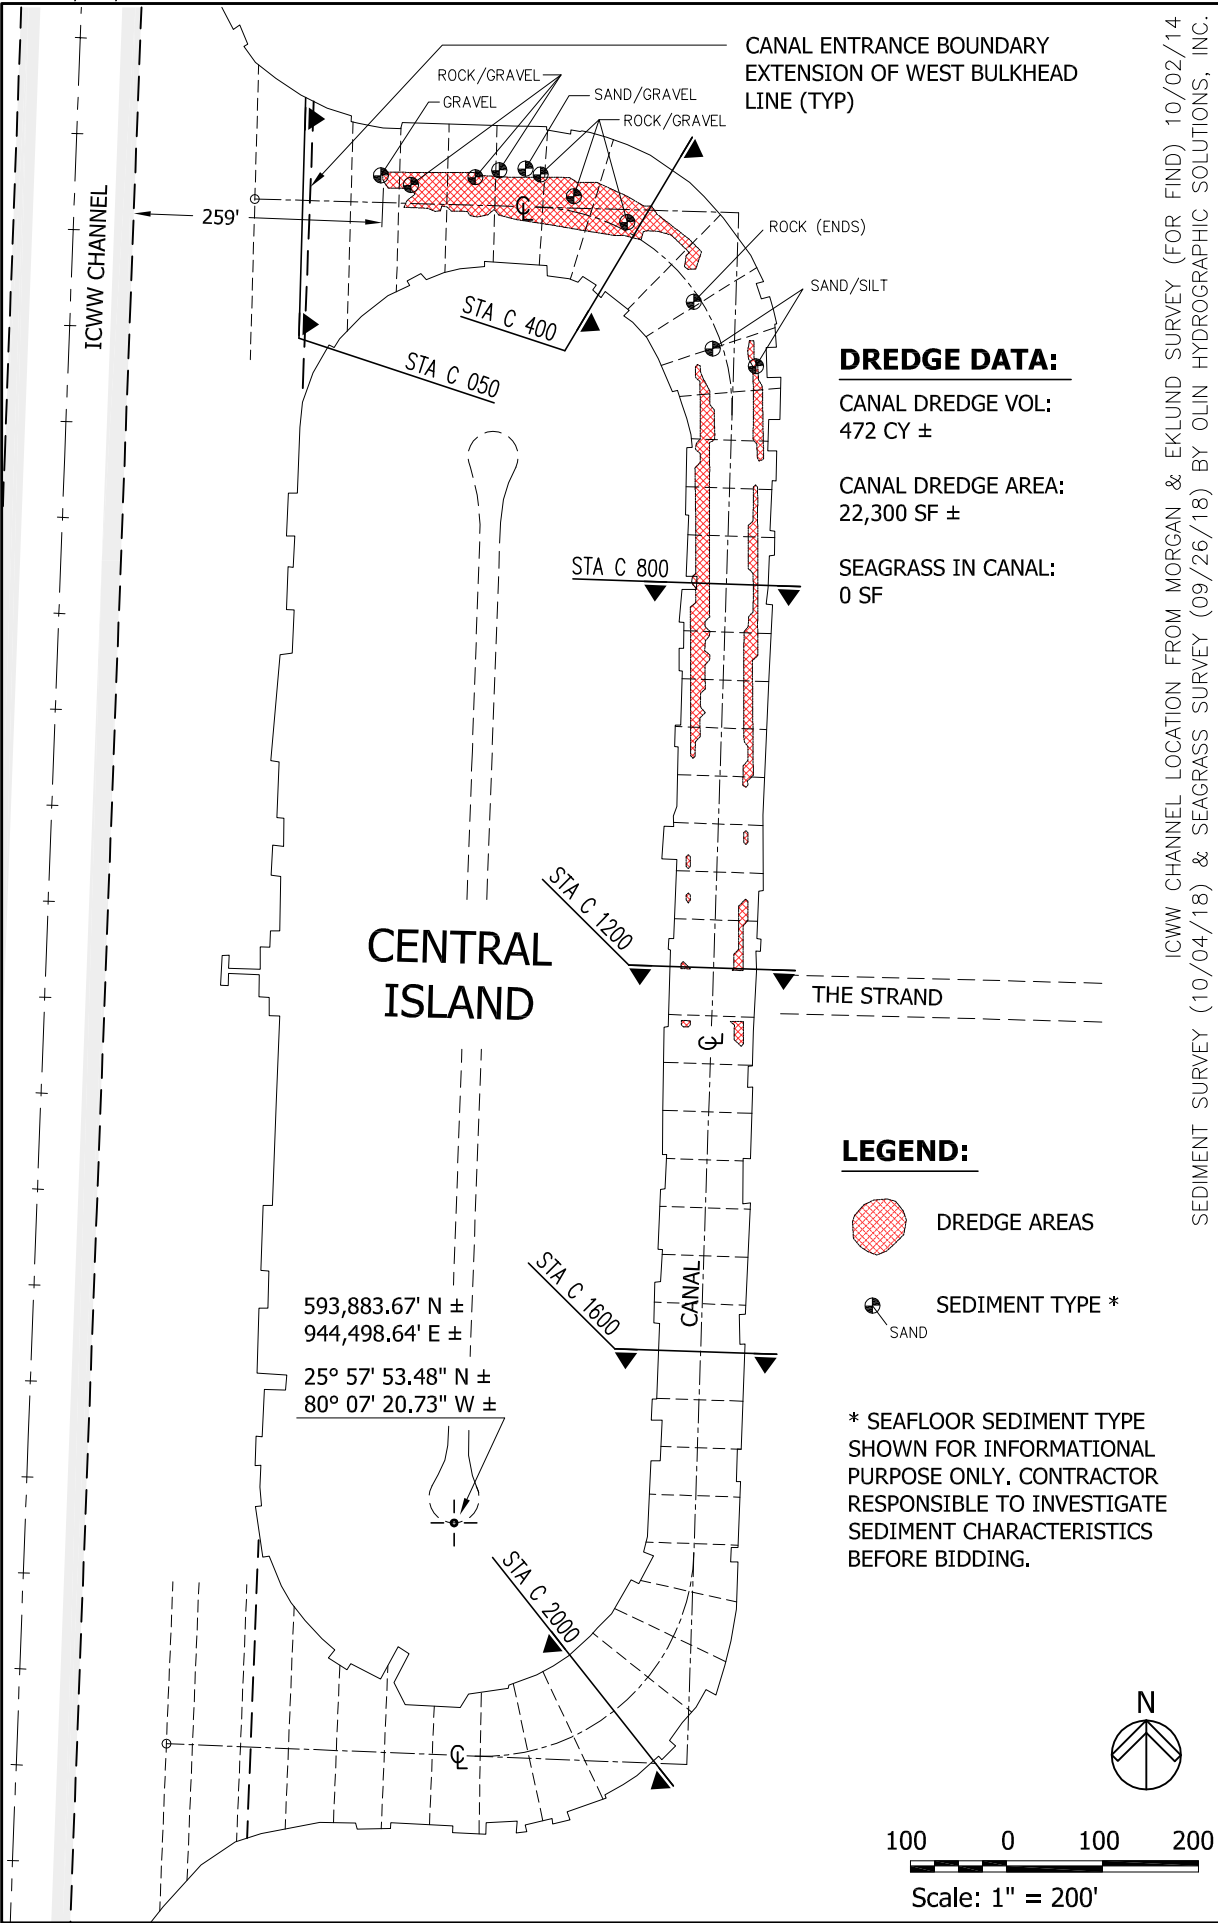 CANAL ENTRANCE BOUNDARY
EXTENSION OF WEST BULKHEAD
LINE (TYP)
ROCK/GRAVEL
GRAVEL
SAND/GRAVEL
ROCK/GRAVEL
ICWW CHANNEL
259'
℄
ROCK (ENDS)
SAND/SILT
STA C 400
STA C 050
DREDGE DATA:
CANAL DREDGE VOL:
472 CY ±
CANAL DREDGE AREA:
22,300 SF ±
SEAGRASS IN CANAL:
0 SF
STA C 800
STA C 1200
CENTRAL
ISLAND
THE STRAND
℄
LEGEND:
DREDGE AREAS
SEDIMENT TYPE *
SAND
STA C 1600
CANAL
593,883.67' N ±
944,498.64' E ±
25° 57' 53.48" N ±
80° 07' 20.73" W ±
* SEAFLOOR SEDIMENT TYPE
SHOWN FOR INFORMATIONAL
PURPOSE ONLY. CONTRACTOR
RESPONSIBLE TO INVESTIGATE
SEDIMENT CHARACTERISTICS
BEFORE BIDDING.
STA C 2000
℄
N
100 0 100 200
Scale: 1" = 200'
ICWW CHANNEL LOCATION FROM MORGAN & EKLUND SURVEY (FOR FIND) 10/02/14
SEDIMENT SURVEY (10/04/18) & SEAGRASS SURVEY (09/26/18) BY OLIN HYDROGRAPHIC SOLUTIONS, INC.